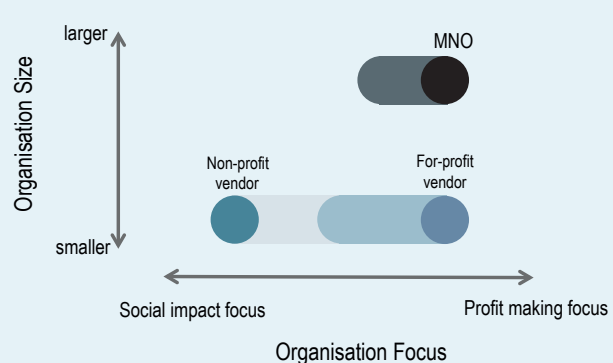 larger
MNO
Organisation Size
Non-profit
vendor
For-profit
vendor
smaller
Social impact focus
Profit making focus
Organisation Focus